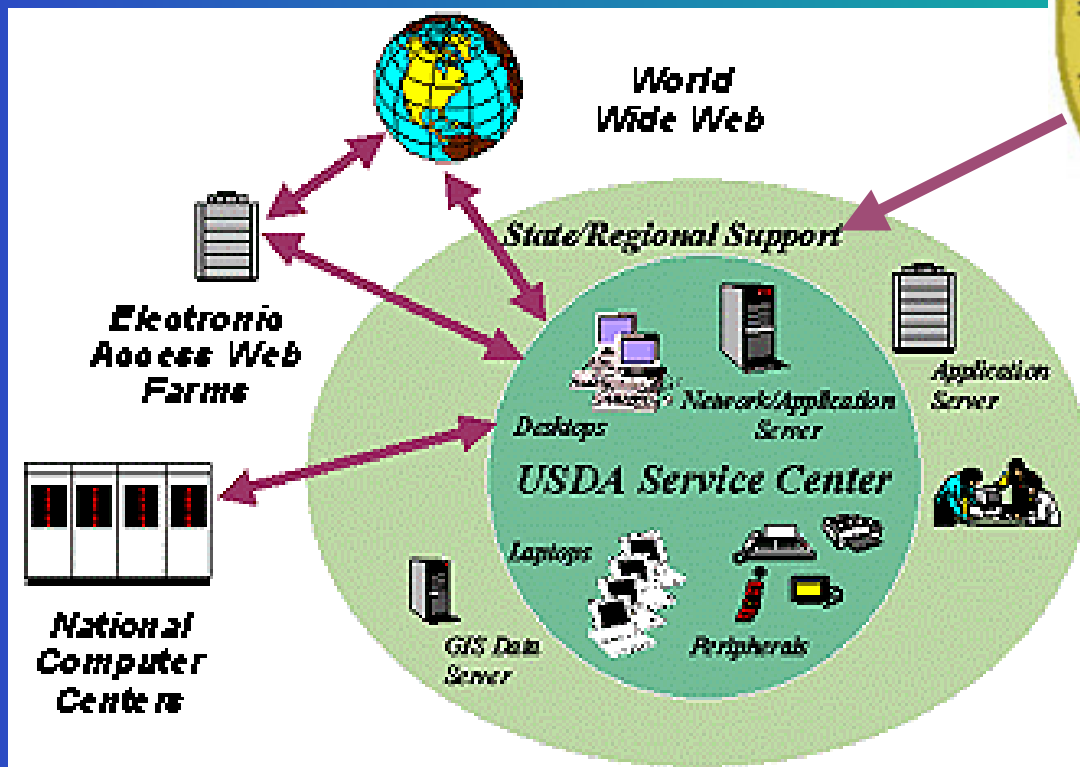 World
Wide Web
State/Regional Support
Electronic
Access Web
Farms
Application
Server
Desktops
Network/Application
Server
USDA Service Center
Laptops
National
Computer
Centers
GIS Data
Server
Peripherals